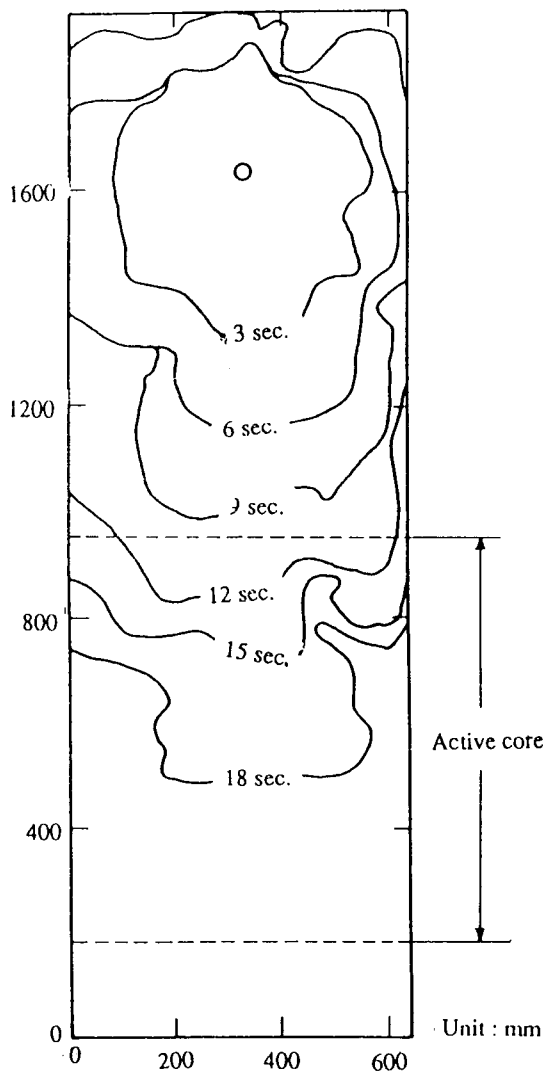 1600
3 sec.
1200
6 sec.
9 sec.
12 sec.
800
15 sec.
Active core
18 sec.
400
0
Unit : mm
0
200
400
600